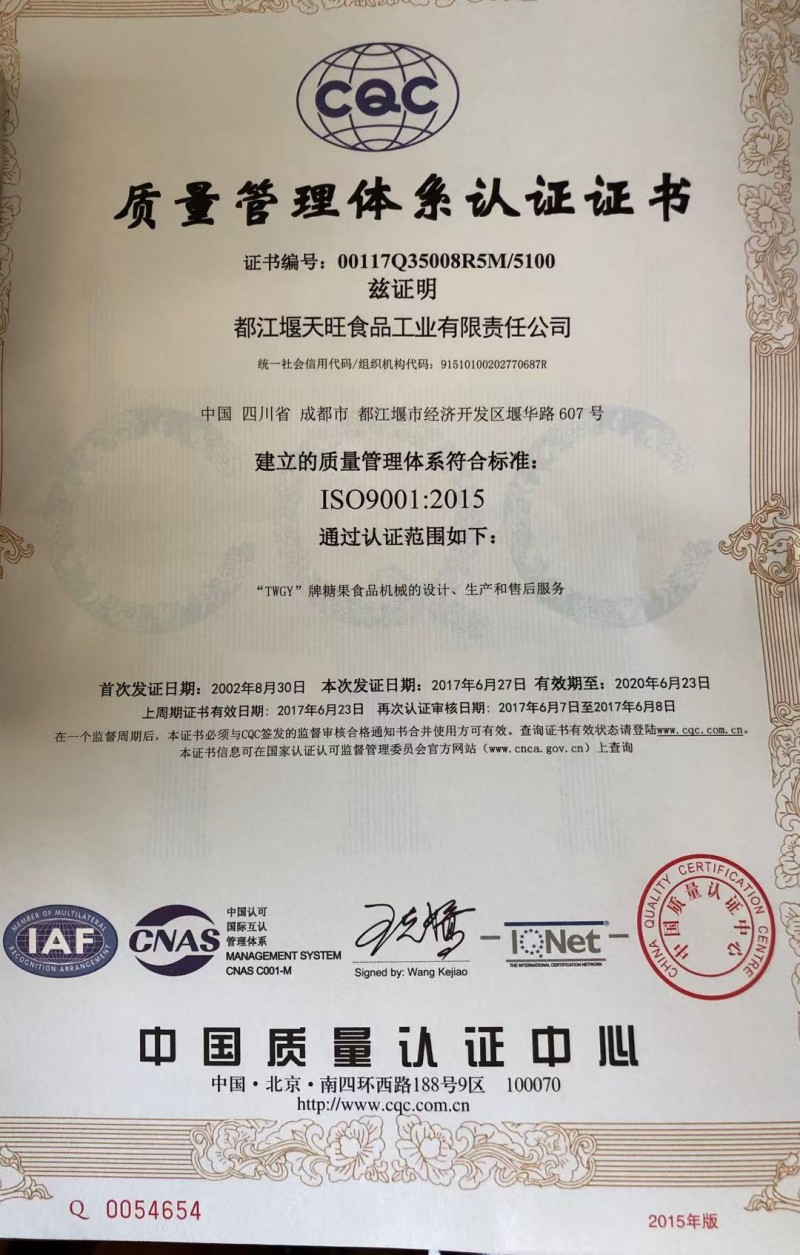 CQC
质量管理体系认证证书
证书编号：00117Q35008R5M/5100
兹证明
都江堰天旺食品工业有限责任公司
统一社会信用代码/组织机构代码：91510100202770687R
中国 四川省 成都市 都江堰市经济开发区堰华路 607 号
建立的质量管理体系符合标准：
ISO9001:2015
通过认证范围如下：
“TWGY”牌糖果食品机械的设计、生产和售后服务
首次发证日期：2002年8月30日 本次发证日期：2017年6月27日 有效期至：2020年6月23日
上周期证书有效日期：2017年6月23日 再次认证审核日期：2017年6月7日至2017年6月8日
在一个监督周期后，本证书必须与CQC签发的监督审核合格通知书合并使用方可有效。查询证书有效状态请登陆www.cqc.com.cn。
本证书信息可在国家认证认可监督管理委员会官方网站（www.cnca.gov.cn）上查询
MEMBER OF MULTILATERAL
IAF
RECOGNITION ARRANGEMENT
CNAS
中国认可
国际互认
管理体系
MANAGEMENT SYSTEM
CNAS C001-M
王克娇
Signed by: Wang Kejiao
IQNet
THE INTERNATIONAL CERTIFICATION NETWORK
CHINA QUALITY CERTIFICATION CENTRE
中国质量认证中心
中国质量认证中心
中国·北京·南四环西路188号9区 100070
http://www.cqc.com.cn
Q 0054654
2015年版